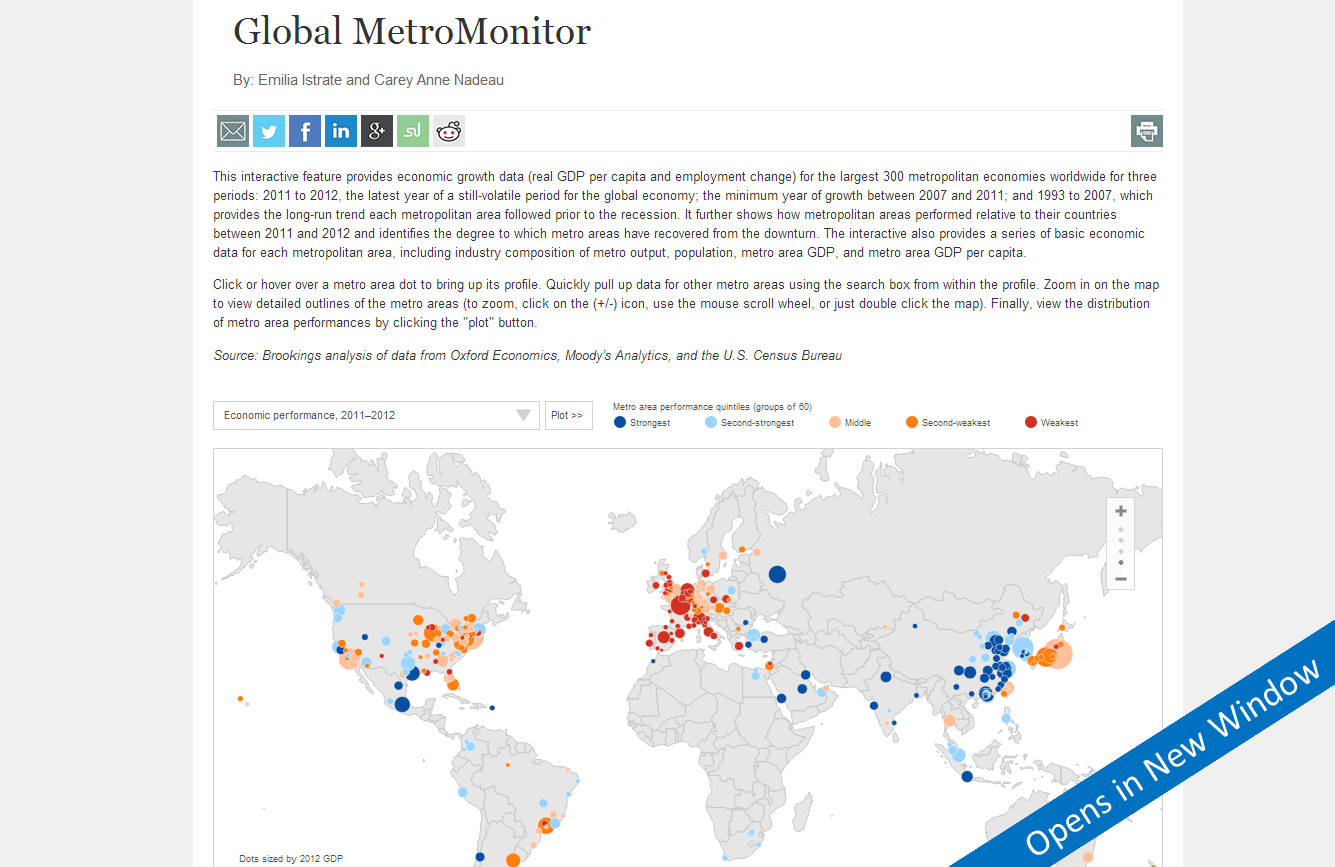 Global MetroMonitor
By: Emilia Istrate and Carey Anne Nadeau
in
This interactive feature provides economic growth data (real GDP per capita and employment change) for the largest 300 metropolitan economies worldwide for three
periods: 2011 to 2012, the latest year of a still-volatile period for the global economy; the minimum year of growth between 2007 and 2011; and 1993 to 2007, which
provides the long-run trend each metropolitan area followed prior to the recession. It further shows how metropolitan areas performed relative to their countries
between 2011 and 2012 and identifies the degree to which metro areas have recovered from the downturn. The interactive also provides a series of basic economic
data for each metropolitan area, including industry composition of metro output, population, metro area GDP, and metro area GDP per capita.
Click or hover over a metro area dot to bring up its profile. Quickly pull up data for other metro areas using the search box from within the profile. Zoom in on the map
to view detailed outlines of the metro areas (to zoom, click on the (+/-) icon, use the mouse scroll wheel, or just double click the map). Finally, view the distribution
of metro area performances by clicking the "plot" button.
Source: Brookings analysis of data from Oxford Economics, Moody's Analytics, and the U.S. Census Bureau
Economic performance, 2011–2012
Plot >>
Metro area performance quintiles (groups of 60)
Strongest Second-strongest Middle Second-weakest Weakest
Opens in New Window
Dots sized by 2012 GDP